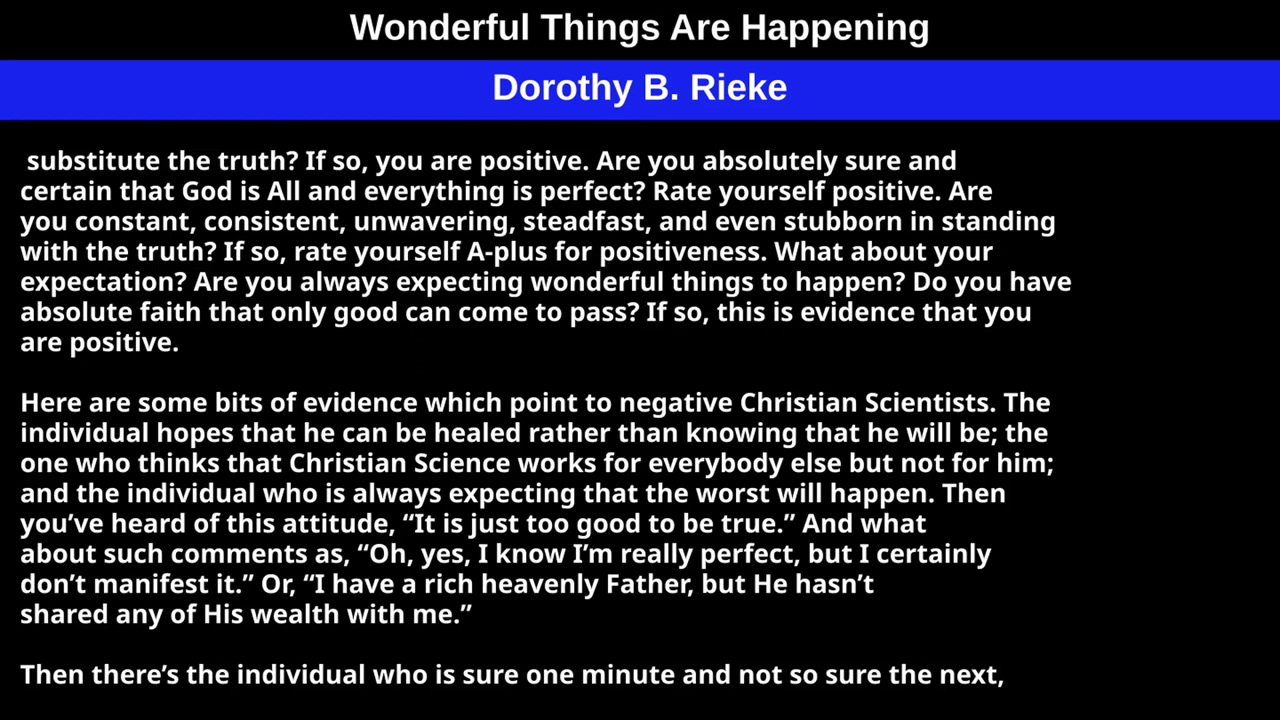 Wonderful Things Are Happening
Dorothy B. Rieke
substitute the truth? If so, you are positive. Are you absolutely sure and
certain that God is All and everything is perfect? Rate yourself positive. Are
you constant, consistent, unwavering, steadfast, and even stubborn in standing
with the truth? If so, rate yourself A-plus for positiveness. What about your
expectation? Are you always expecting wonderful things to happen? Do you have
absolute faith that only good can come to pass? If so, this is evidence that you
are positive.
Here are some bits of evidence which point to negative Christian Scientists. The
individual hopes that he can be healed rather than knowing that he will be; the
one who thinks that Christian Science works for everybody else but not for him;
and the individual who is always expecting that the worst will happen. Then
you’ve heard of this attitude, “It is just too good to be true.” And what
about such comments as, “Oh, yes, I know I’m really perfect, but I certainly
don’t manifest it.” Or, “I have a rich heavenly Father, but He hasn’t
shared any of His wealth with me.”
Then there’s the individual who is sure one minute and not so sure the next,